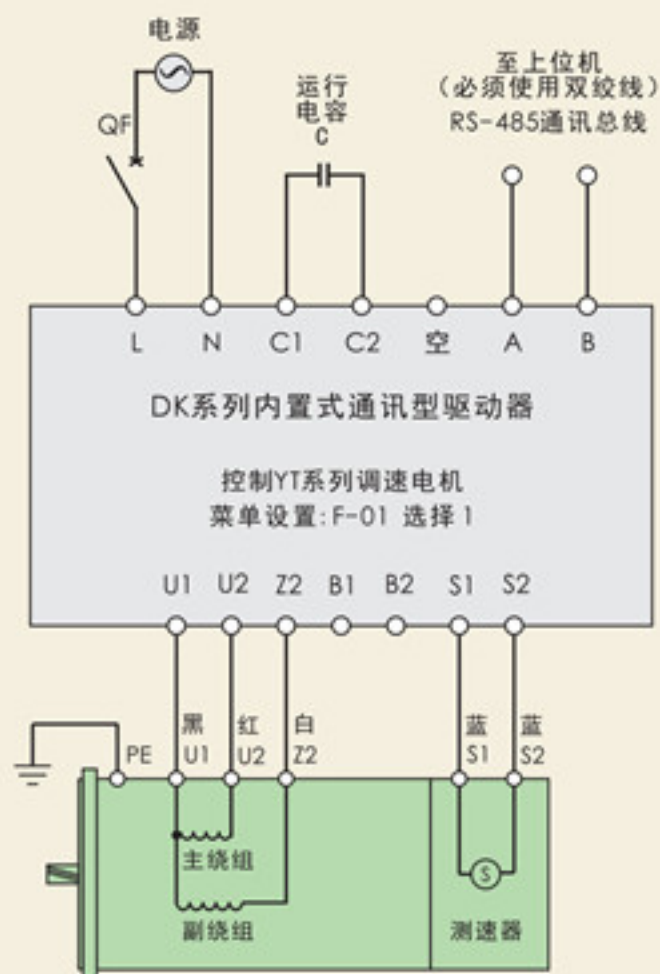 电源
至上位机
(必须使用双绞线)
RS-485通讯总线
运行
电容
C
QF
L N C1 C2 空 A B
DK系列内置式通讯型驱动器
控制YT系列调速电机
菜单设置: F-01 选择1
U1 U2 Z2 B1 B2 S1 S2
黑 红 白 蓝 蓝
PE U1 U2 Z2 S1 S2
主绕组
S
副绕组 测速器